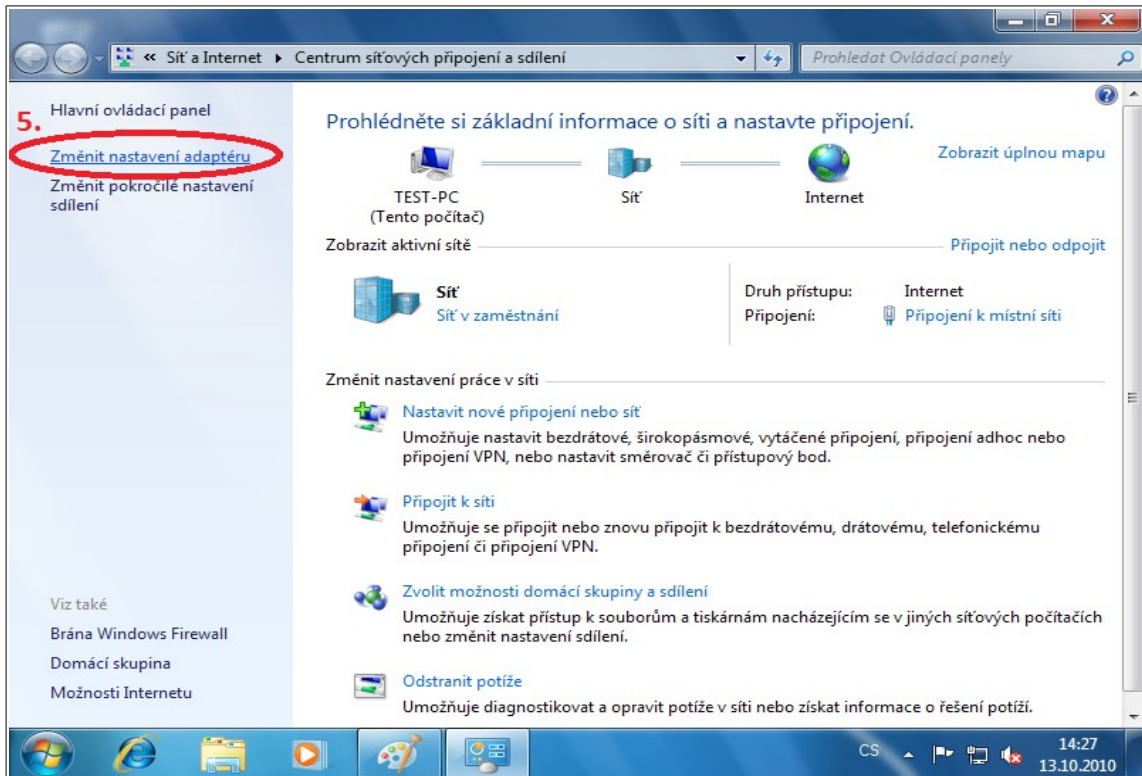 « Síť a Internet ▸ Centrum síťových připojení a sdílení
Prohledat Ovládací panely
5.
Hlavní ovládací panel
Změnit nastavení adaptéru
Změnit pokročilé nastavení
sdílení
Prohlédněte si základní informace o síti a nastavte připojení.
Zobrazit úplnou mapu
TEST-PC
(Tento počítač)
Síť
Internet
Zobrazit aktivní sítě
Připojit nebo odpojit
Síť
Síť v zaměstnání
Druh přístupu: Internet
Připojení: Připojení k místní síti
Změnit nastavení práce v síti
Nastavit nové připojení nebo síť
Umožňuje nastavit bezdrátové, širokopásmové, vytáčené připojení, připojení adhoc nebo
připojení VPN, nebo nastavit směrovač či přístupový bod.
Připojit k síti
Umožňuje se připojit nebo znovu připojit k bezdrátovému, drátovému, telefonickému
připojení či připojení VPN.
Zvolit možnosti domácí skupiny a sdílení
Umožňuje získat přístup k souborům a tiskárnám nacházejícím se v jiných síťových počítačích
nebo změnit nastavení sdílení.
Odstranit potíže
Umožňuje diagnostikovat a opravit potíže v síti nebo získat informace o řešení potíží.
Viz také
Brána Windows Firewall
Domácí skupina
Možnosti Internetu
CS
14:27
13.10.2010